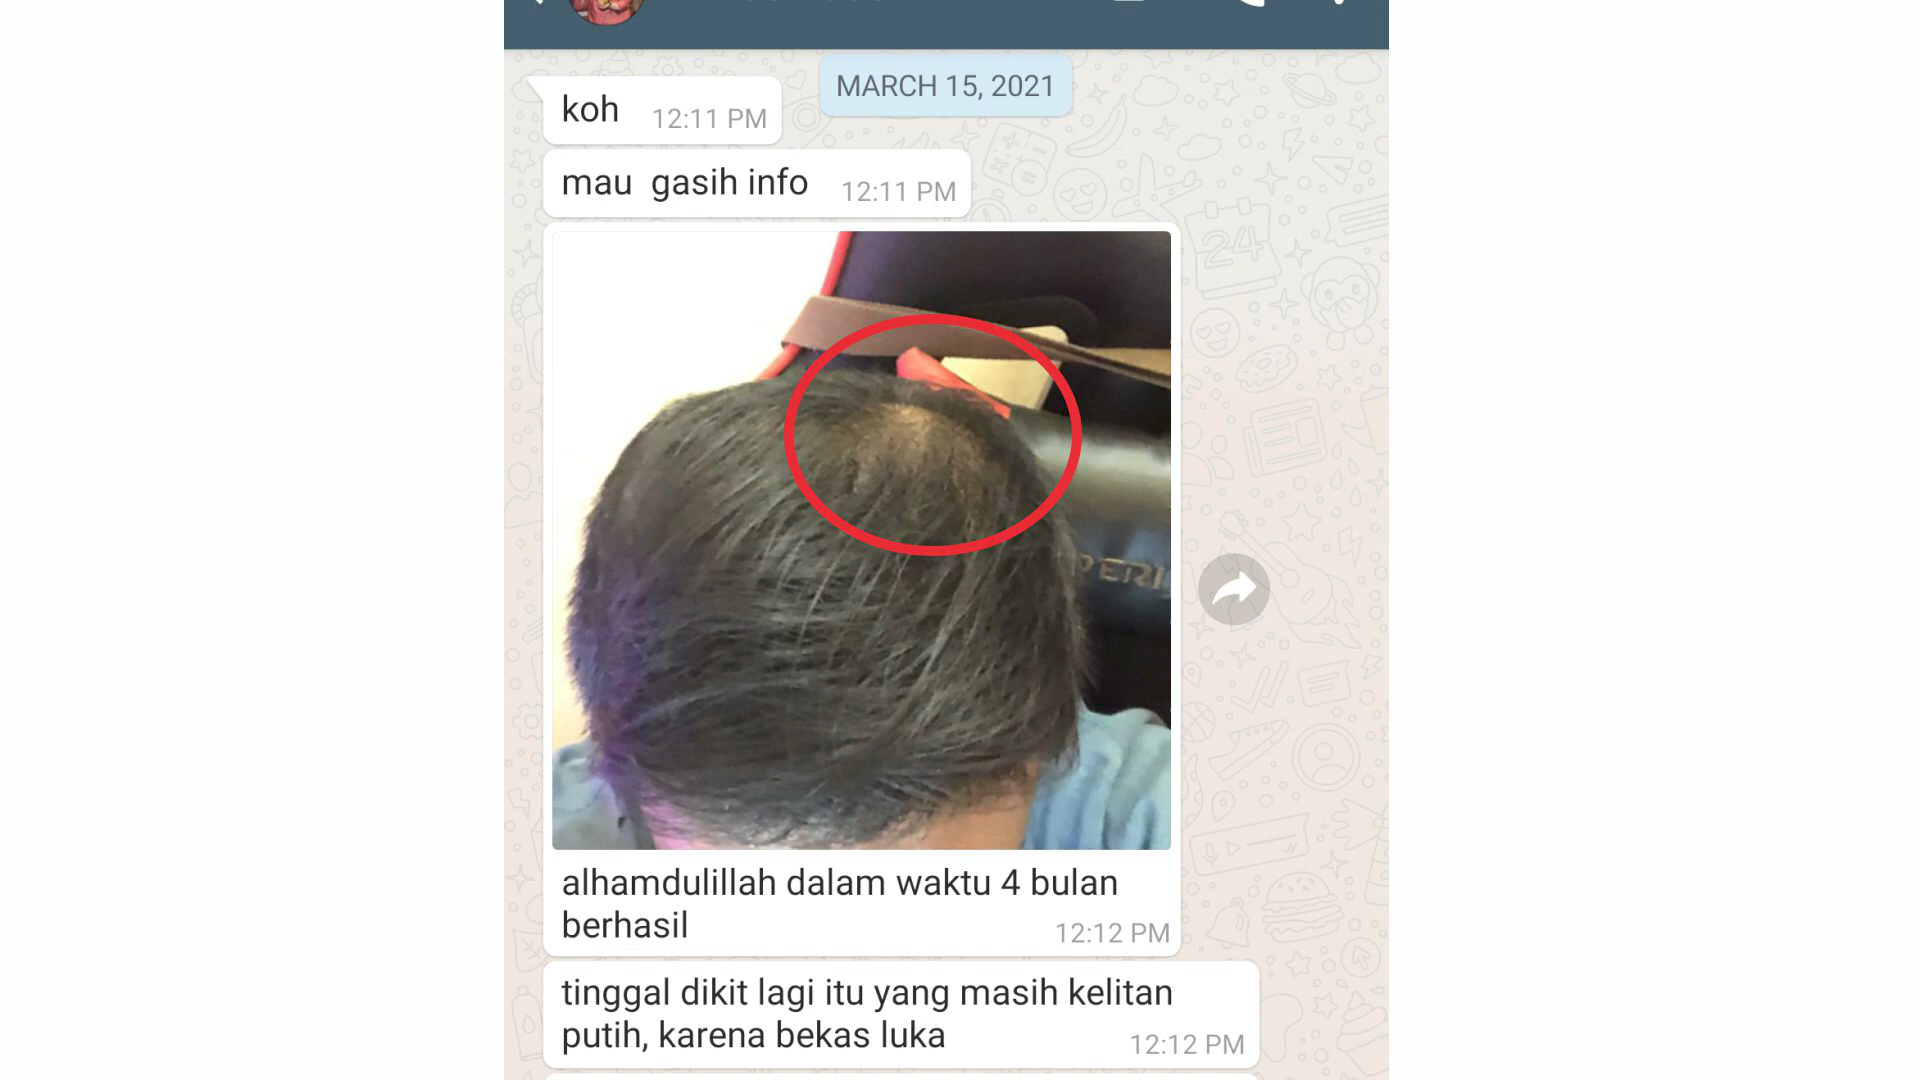 MARCH 15, 2021
koh 12:11 PM
mau gasih info 12:11 PM
24
alhamdulillah dalam waktu 4 bulan
berhasil 12:12 PM
tinggal dikit lagi itu yang masih kelitan
putih, karena bekas luka 12:12 PM